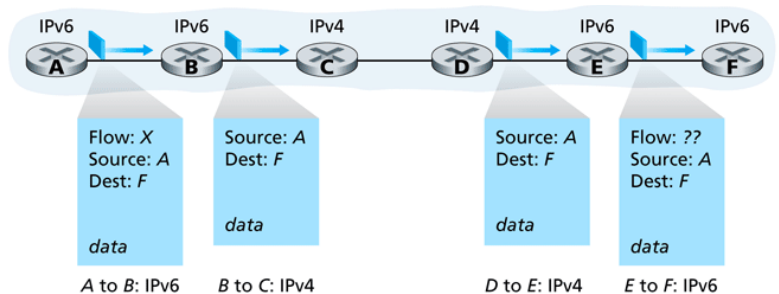 IPv6 IPv6 IPv4 IPv4 IPv6 IPv6
A B C D E F
Flow: X
Source: A
Dest: F
data
A to B: IPv6
Source: A
Dest: F
data
B to C: IPv4
Source: A
Dest: F
data
D to E: IPv4
Flow: ??
Source: A
Dest: F
data
E to F: IPv6